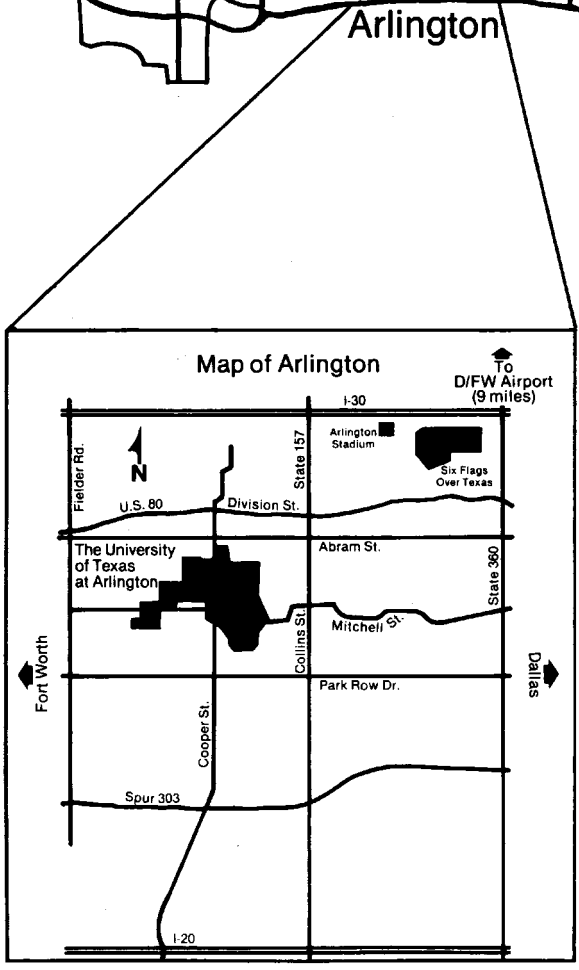 Arlington
Map of Arlington
To
D/FW Airport
(9 miles)
I-30
Arlington
Stadium
Six Flags
Over Texas
Fielder Rd.
N
State 157
U.S. 80
Division St.
The University
of Texas
at Arlington
Abram St.
State 360
Collins St.
Mitchell St.
Fort Worth
Dallas
Park Row Dr.
Cooper St.
Spur 303
I-20